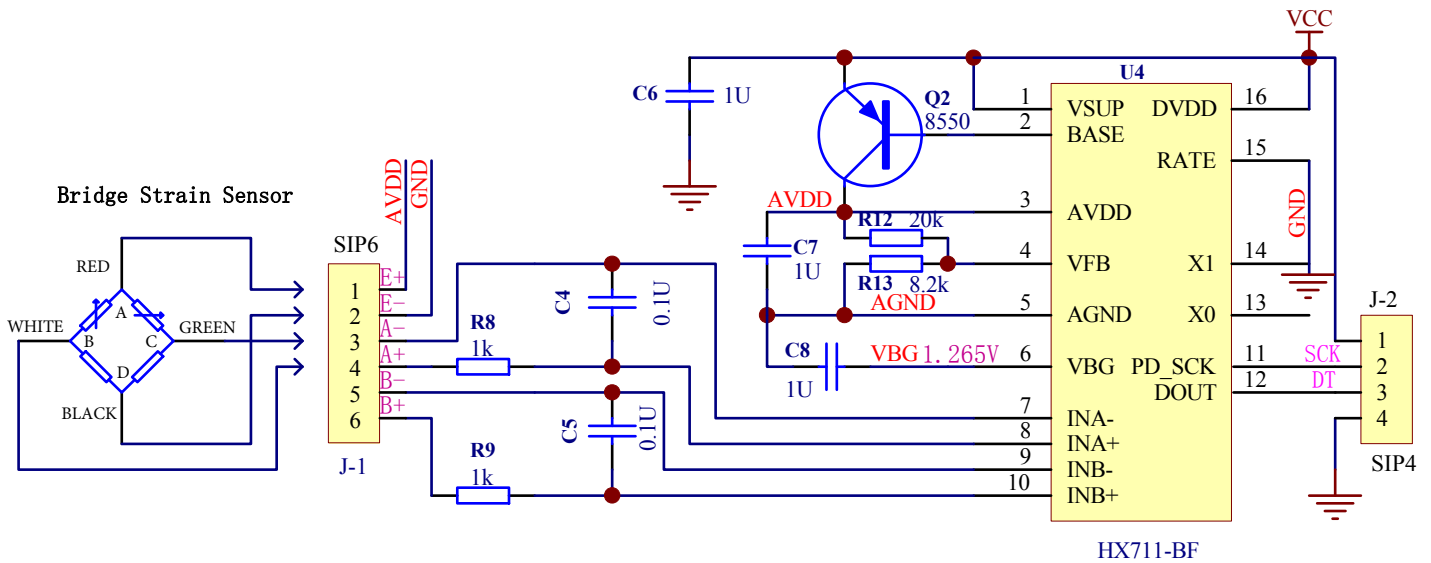 VCC
C6
1U
Q2
8550
U4
1
VSUP
DVDD
16
2
BASE
RATE
15
AVDD
GND
Bridge Strain Sensor
AVDD
3
AVDD
GND
R12
20k
SIP6
C7
1U
4
VFB
X1
14
RED
R13
8.2k
E+
1
AGND
5
AGND
X0
13
J-2
E-
2
C4
0.1U
A
WHITE
B
C
GREEN
R8
1k
A-
3
C8
1U
VBG
1.265V
6
VBG
PD_SCK
11
SCK
1
A+
4
DOUT
12
DT
2
D
B-
5
3
BLACK
B+
6
C5
0.1U
7
INA-
4
8
INA+
J-1
R9
1k
9
INB-
SIP4
10
INB+
HX711-BF